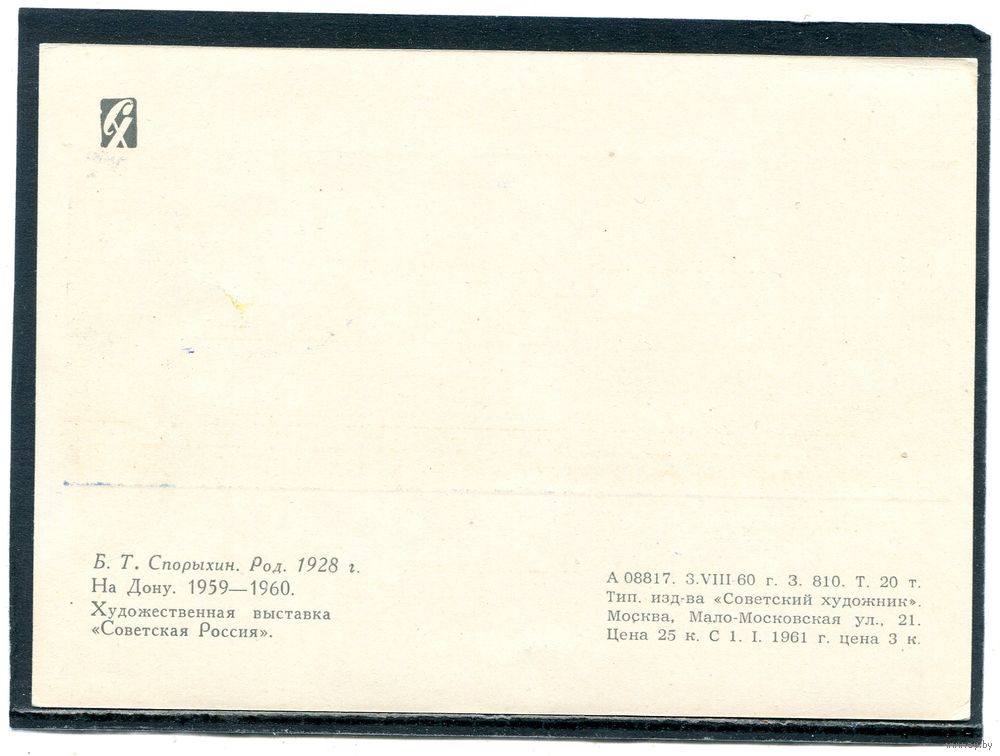 СХ
Б. Т. Спорыхин. Род. 1928 г.
На Дону. 1959—1960.
Художественная выставка
«Советская Россия».
А 08817. 3.VIII-60 г. З. 810. Т. 20 т.
Тип. изд-ва «Советский художник».
Москва, Мало-Московская ул., 21.
Цена 25 к. С 1. I. 1961 г. цена 3 к.